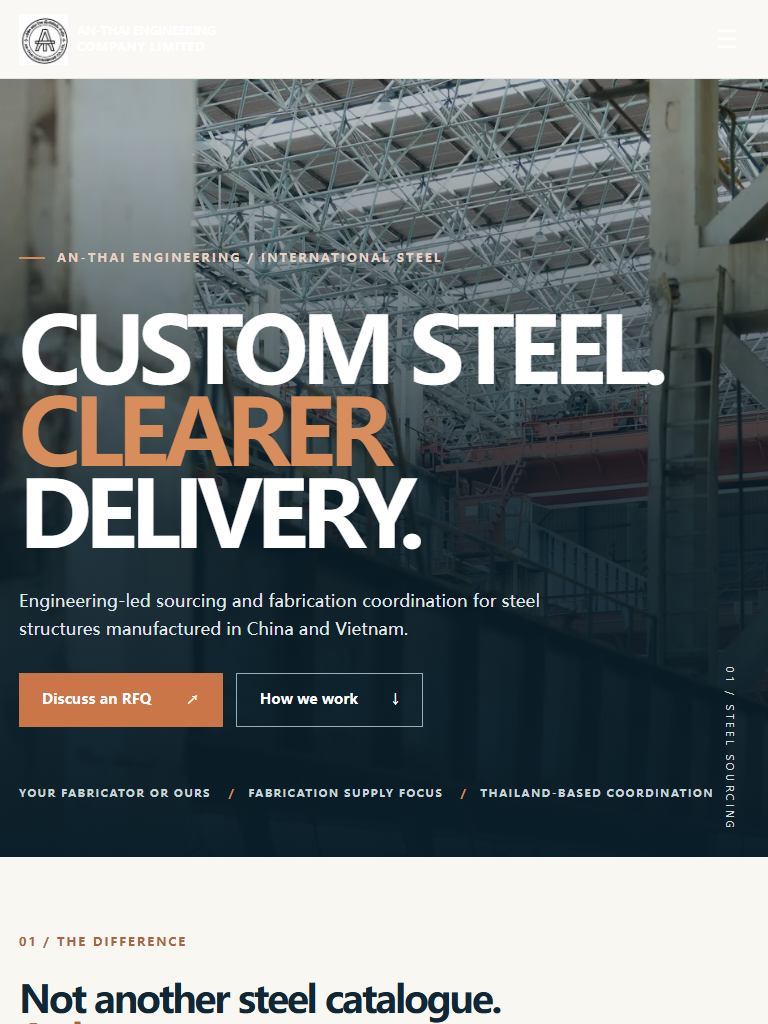 AN-THAI ENGINEERING
COMPANY LIMITED
AN-THAI ENGINEERING / INTERNATIONAL STEEL
CUSTOM STEEL.
CLEARER
DELIVERY.
Engineering-led sourcing and fabrication coordination for steel
structures manufactured in China and Vietnam.
Discuss an RFQ ↗
How we work ↓
01 / STEEL SOURCING
YOUR FABRICATOR OR OURS / FABRICATION SUPPLY FOCUS / THAILAND-BASED COORDINATION
01 / THE DIFFERENCE
Not another steel catalogue.